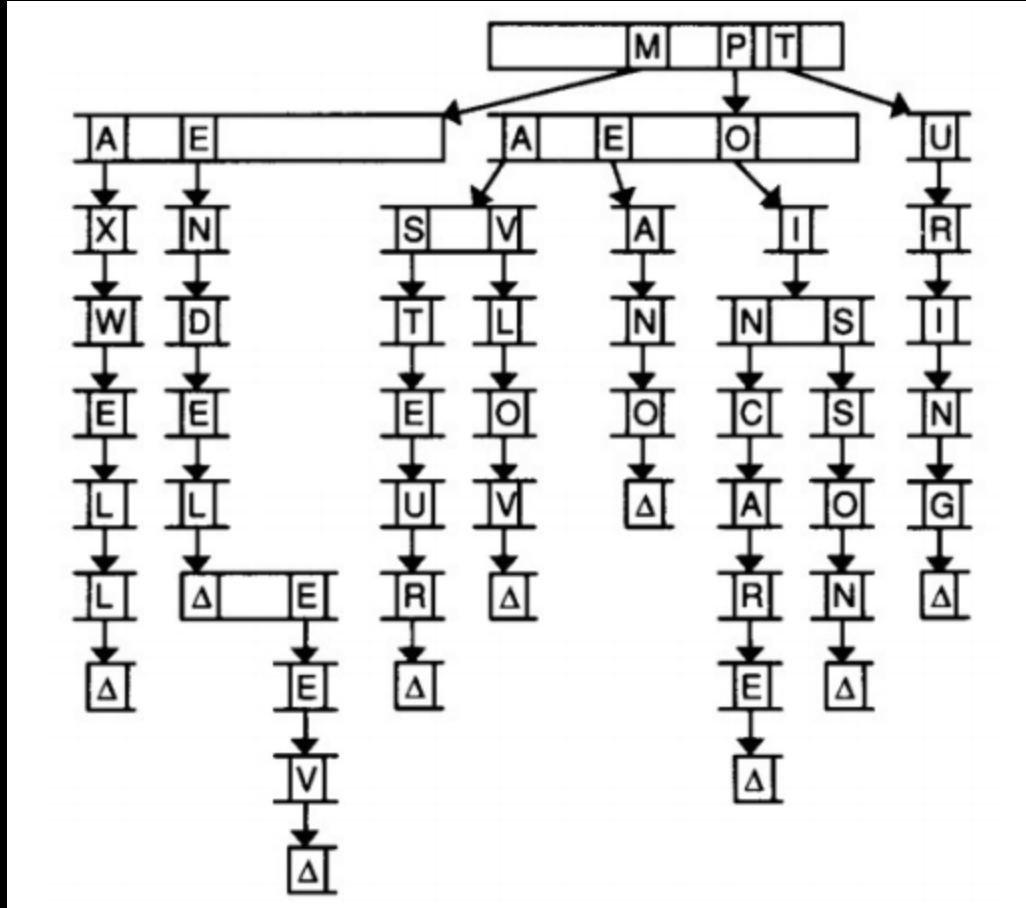 M P T
A E A E O U
X N S V A I R
W D T L N N S I
E E E O O C S N
L L U V Δ A O G
L Δ E R Δ R N Δ
Δ E Δ E Δ
V Δ
Δ